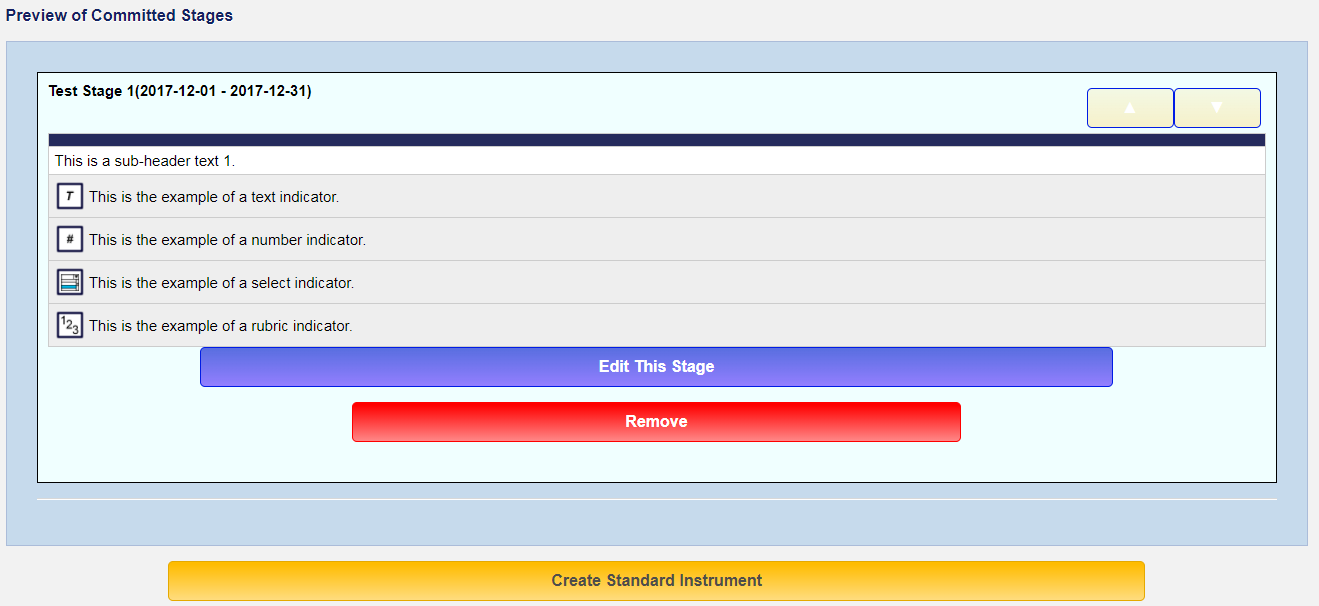 Preview of Committed Stages
Test Stage 1(2017-12-01 - 2017-12-31)
▲ ▼
This is a sub-header text 1.
T This is the example of a text indicator.
# This is the example of a number indicator.
This is the example of a select indicator.
123 This is the example of a rubric indicator.
Edit This Stage
Remove
Create Standard Instrument